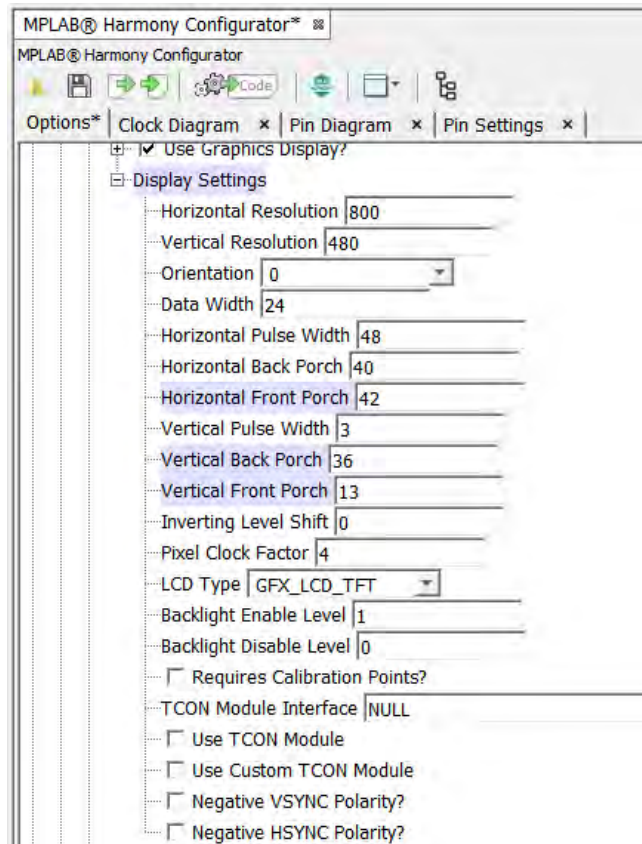 MPLAB® Harmony Configurator*
MPLAB® Harmony Configurator
Code
Options* Clock Diagram × Pin Diagram × Pin Settings ×
Use Graphics Display?
Display Settings
Horizontal Resolution 800
Vertical Resolution 480
Orientation 0
Data Width 24
Horizontal Pulse Width 48
Horizontal Back Porch 40
Horizontal Front Porch 42
Vertical Pulse Width 3
Vertical Back Porch 36
Vertical Front Porch 13
Inverting Level Shift 0
Pixel Clock Factor 4
LCD Type GFX_LCD_TFT
Backlight Enable Level 1
Backlight Disable Level 0
Requires Calibration Points?
TCON Module Interface NULL
Use TCON Module
Use Custom TCON Module
Negative VSYNC Polarity?
Negative HSYNC Polarity?